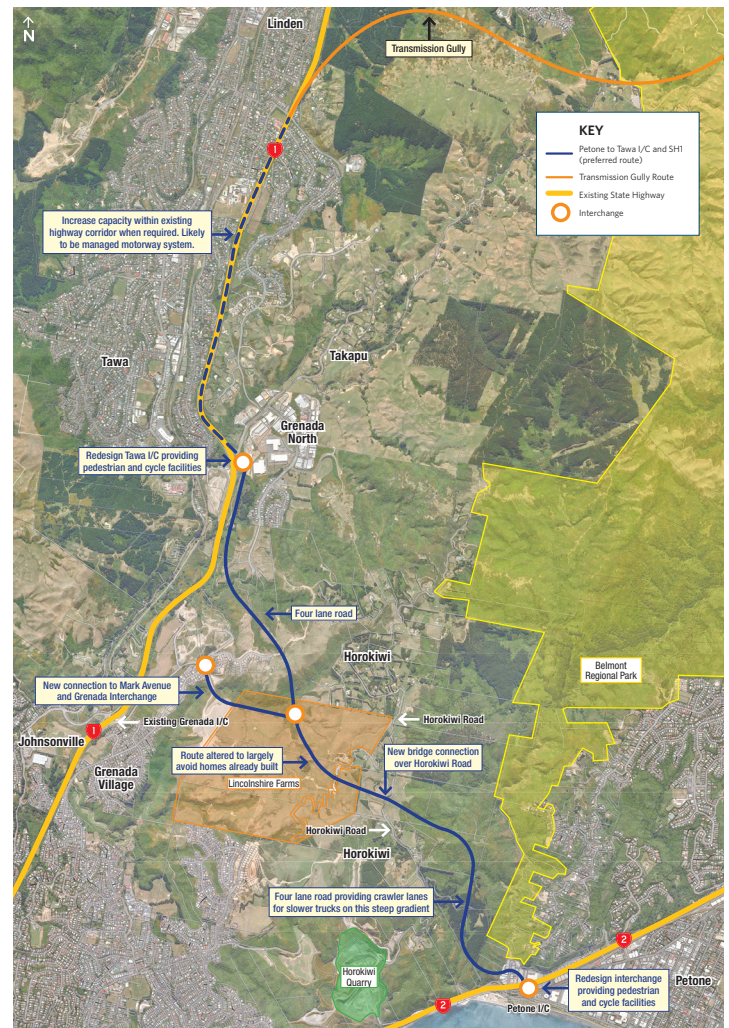 N
Linden
Transmission Gully
KEY
Petone to Tawa I/C and SH1
(preferred route)
Transmission Gully Route
Existing State Highway
Interchange
1
Increase capacity within existing
highway corridor when required. Likely
to be managed motorway system.
Tawa
Takapu
Grenada
North
Redesign Tawa I/C providing
pedestrian and cycle facilities
Four lane road
Horokiwi
Belmont
Regional Park
New connection to Mark Avenue
and Grenada Interchange
Existing Grenada I/C
Horokiwi Road
1
Johnsonville
Route altered to largely
avoid homes already built
New bridge connection
over Horokiwi Road
Grenada
Village
Lincolnshire Farms
Horokiwi Road
Horokiwi
Four lane road providing crawler lanes
for slower trucks on this steep gradient
2
Horokiwi
Quarry
Redesign interchange
providing pedestrian
and cycle facilities
Petone
2
Petone I/C